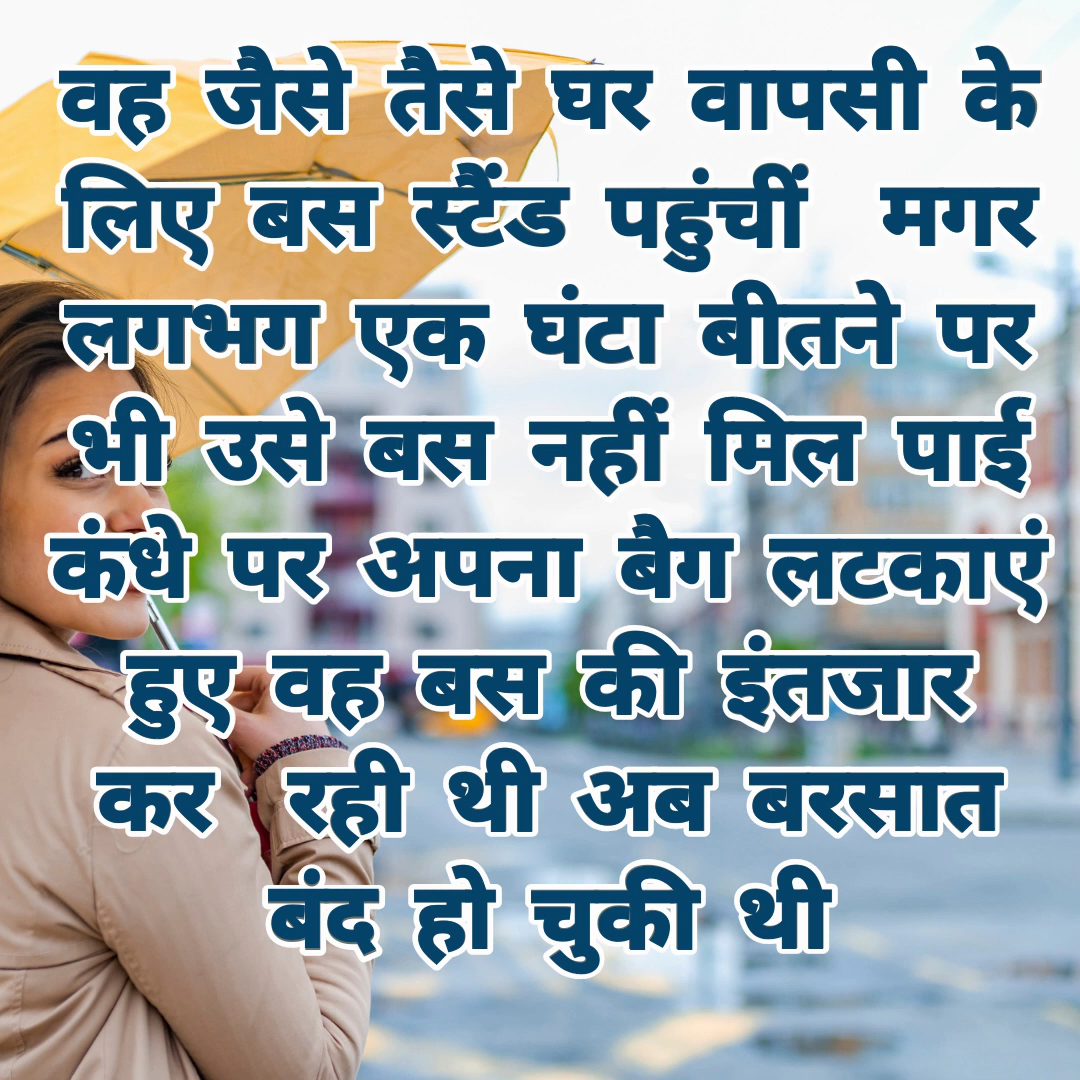 वह जैसे तैसे घर वापसी के
लिए बस स्टैंड पहुंचीं मगर
लगभग एक घंटा बीतने पर
भी उसे बस नहीं मिल पाई
कंधे पर अपना बैग लटकाएं
हुए वह बस की इंतजार
कर रही थी अब बरसात
बंद हो चुकी थी